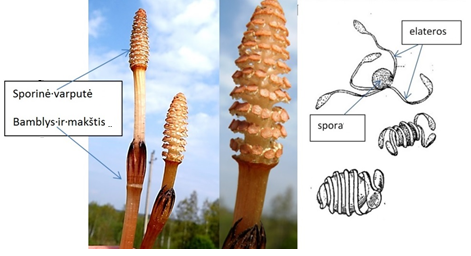 elateros
Sporinė·varputė
Bamblys·ir·makštis
spora